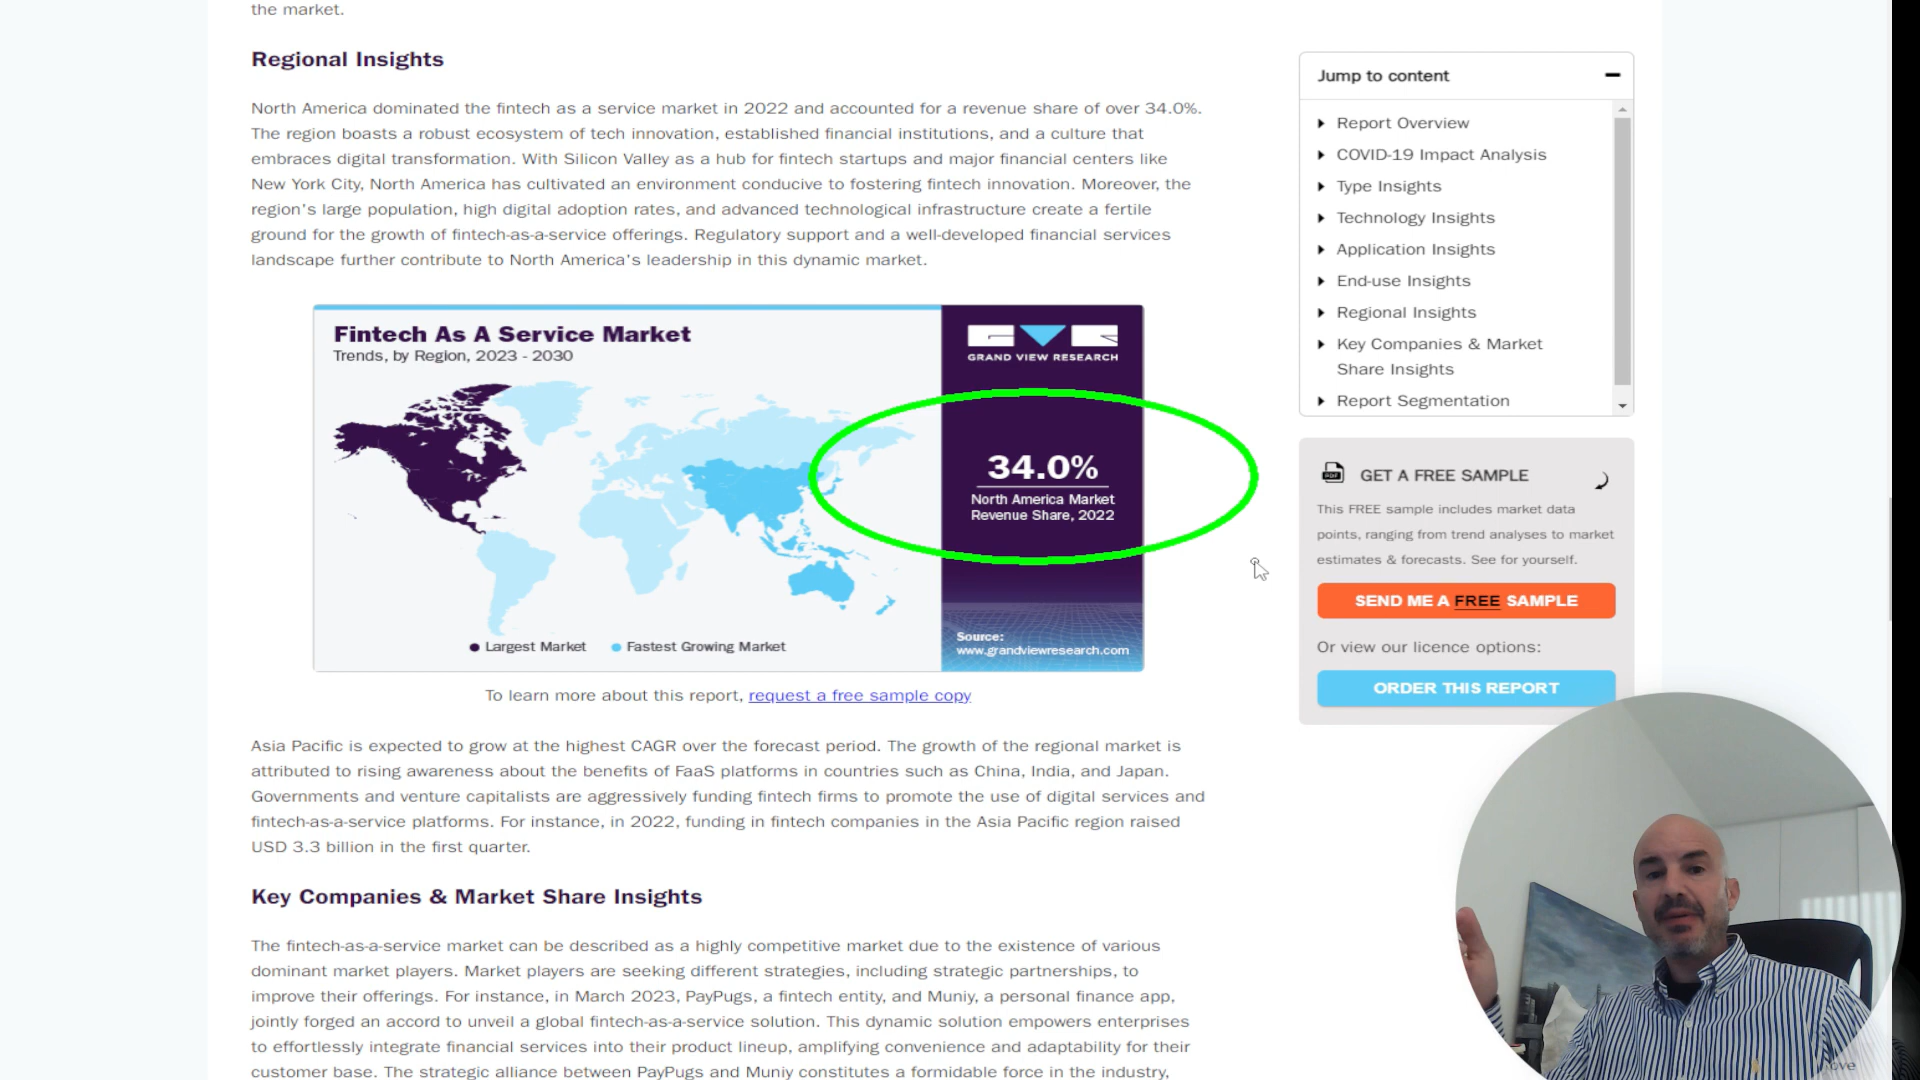 the market.
Regional Insights
North America dominated the fintech as a service market in 2022 and accounted for a revenue share of over 34.0%.
The region boasts a robust ecosystem of tech innovation, established financial institutions, and a culture that
embraces digital transformation. With Silicon Valley as a hub for fintech startups and major financial centers like
New York City, North America has cultivated an environment conducive to fostering fintech innovation. Moreover, the
region's large population, high digital adoption rates, and advanced technological infrastructure create a fertile
ground for the growth of fintech-as-a-service offerings. Regulatory support and a well-developed financial services
landscape further contribute to North America's leadership in this dynamic market.
Fintech As A Service Market
Trends, by Region, 2023 - 2030
GRAND VIEW RESEARCH
34.0%
North America Market
Revenue Share, 2022
Largest Market
Fastest Growing Market
Source:
www.grandviewresearch.com
To learn more about this report, request a free sample copy
Asia Pacific is expected to grow at the highest CAGR over the forecast period. The growth of the regional market is
attributed to rising awareness about the benefits of FaaS platforms in countries such as China, India, and Japan.
Governments and venture capitalists are aggressively funding fintech firms to promote the use of digital services and
fintech-as-a-service platforms. For instance, in 2022, funding in fintech companies in the Asia Pacific region raised
USD 3.3 billion in the first quarter.
Key Companies & Market Share Insights
The fintech-as-a-service market can be described as a highly competitive market due to the existence of various
dominant market players. Market players are seeking different strategies, including strategic partnerships, to
improve their offerings. For instance, in March 2023, PayPugs, a fintech entity, and Muniy, a personal finance app,
jointly forged an accord to unveil a global fintech-as-a-service solution. This dynamic solution empowers enterprises
to effortlessly integrate financial services into their product lineup, amplifying convenience and adaptability for their
customer base. The strategic alliance between PayPugs and Muniy constitutes a formidable force in the industry,
Jump to content
Report Overview
COVID-19 Impact Analysis
Type Insights
Technology Insights
Application Insights
End-use Insights
Regional Insights
Key Companies & Market
Share Insights
Report Segmentation
PDF
GET A FREE SAMPLE
This FREE sample includes market data
points, ranging from trend analyses to market
estimates & forecasts. See for yourself.
SEND ME A FREE SAMPLE
Or view our licence options:
ORDER THIS REPORT